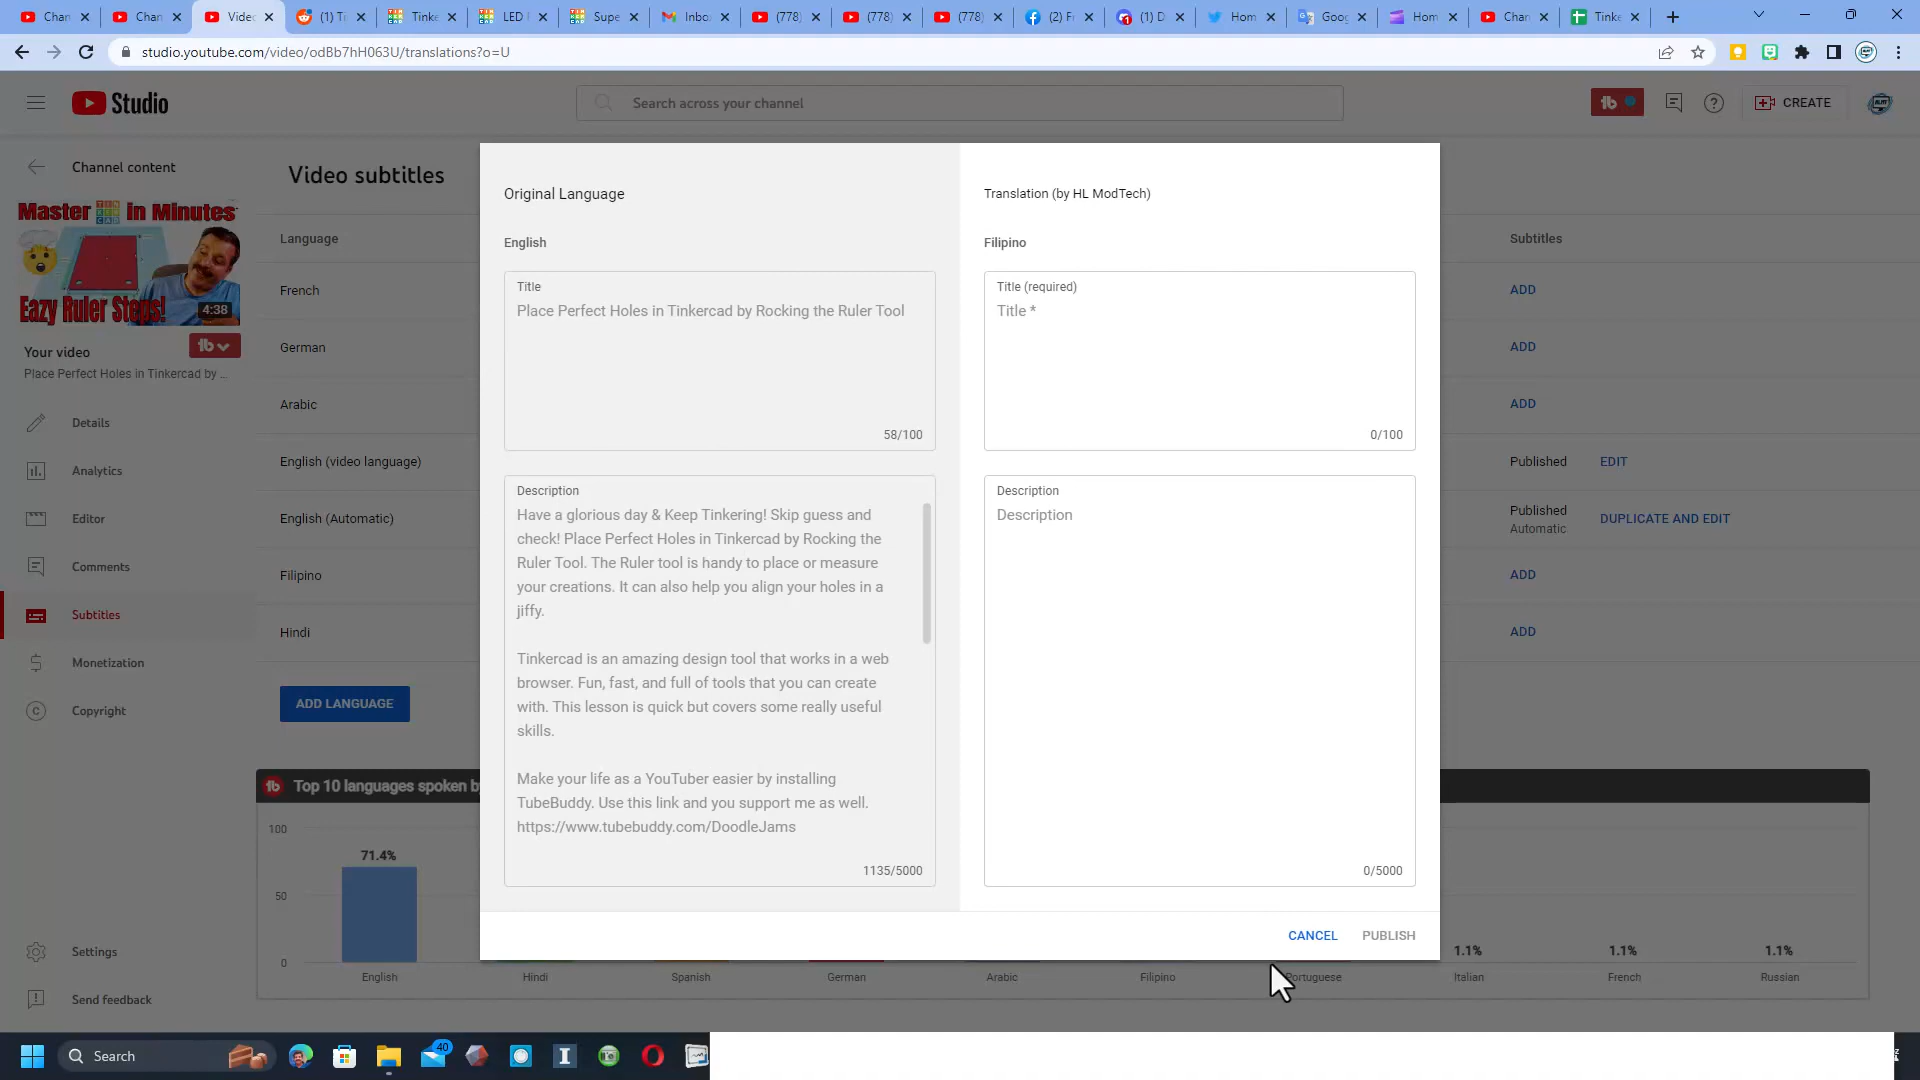 Chan
Chan
Video
(1) Ti
Tinke
LED
Supe
Inbo
(778)
(778)
(778)
(2) F
(1) D
Hom
Goog
Hom
Chan
Tinke
studio.youtube.com/video/odBb7hH063U/translations?o=U
Studio
Search across your channel
CREATE
Channel content
Master TINKERCAD in Minutes
Eazy Ruler Steps!
4:38
Your video
Place Perfect Holes in Tinkercad by ...
Details
Analytics
Editor
Comments
Subtitles
Monetization
Copyright
Settings
Send feedback
Video subtitles
Language
Subtitles
French
ADD
German
ADD
Arabic
ADD
English (video language)
Published
EDIT
English (Automatic)
Published
Automatic
DUPLICATE AND EDIT
Filipino
ADD
Hindi
ADD
ADD LANGUAGE
Original Language
English
Title
Place Perfect Holes in Tinkercad by Rocking the Ruler Tool
58/100
Description
Have a glorious day & Keep Tinkering! Skip guess and
check! Place Perfect Holes in Tinkercad by Rocking the
Ruler Tool. The Ruler tool is handy to place or measure
your creations. It can also help you align your holes in a
jiffy.
Tinkercad is an amazing design tool that works in a web
browser. Fun, fast, and full of tools that you can create
with. This lesson is quick but covers some really useful
skills.
Make your life as a YouTuber easier by installing
TubeBuddy. Use this link and you support me as well.
https://www.tubebuddy.com/DoodleJams
1135/5000
Translation (by HL ModTech)
Filipino
Title (required)
Title *
0/100
Description
Description
0/5000
CANCEL
PUBLISH
Top 10 languages spoken by
100
50
0
71.4%
1.1%
1.1%
1.1%
English
Hindi
Spanish
German
Arabic
Filipino
Portuguese
Italian
French
Russian
Search
40